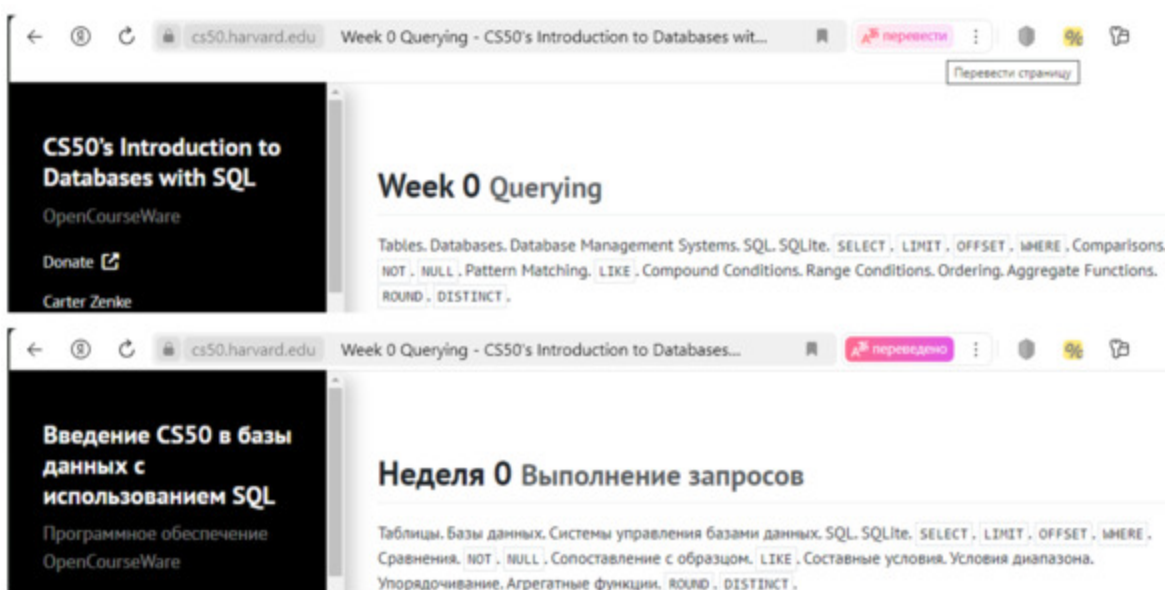 cs50.harvard.edu Week 0 Querying - CS50's Introduction to Databases wit... перевести
Перевести страницу
CS50's Introduction to
Databases with SQL
OpenCourseWare
Donate
Carter Zenke
Week 0 Querying
Tables. Databases. Database Management Systems. SQL. SQLite. SELECT. LIMIT. OFFSET. WHERE. Comparisons.
NOT. NULL. Pattern Matching. LIKE. Compound Conditions. Range Conditions. Ordering. Aggregate Functions.
ROUND. DISTINCT.
cs50.harvard.edu Week 0 Querying - CS50's Introduction to Databases... переведено
Введение CS50 в базы
данных с
использованием SQL
Программное обеспечение
OpenCourseWare
Неделя 0 Выполнение запросов
Таблицы. Базы данных. Системы управления базами данных. SQL. SQLite. SELECT. LIMIT. OFFSET. WHERE.
Сравнения. NOT. NULL. Сопоставление с образцом. LIKE. Составные условия. Условия диапазона.
Упорядочивание. Агрегатные функции. ROUND. DISTINCT.